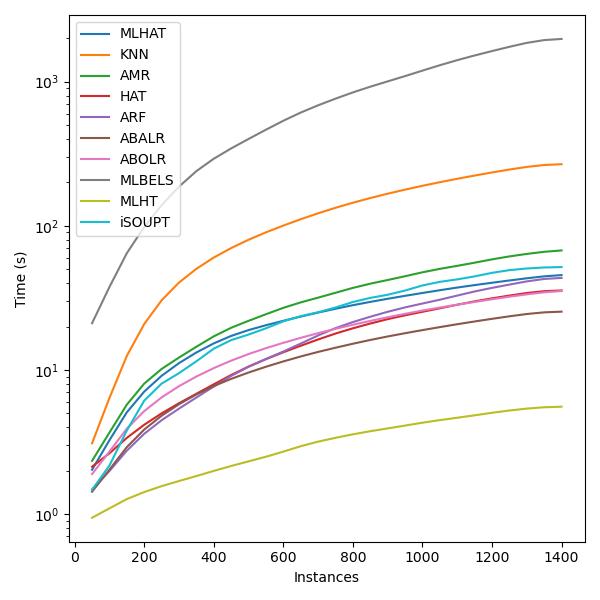 MLHAT
KNN
AMR
HAT
ARF
ABALR
ABOLR
MLBELS
MLHT
iSOUPT
10³
10²
10¹
10⁰
Time (s)
0 200 400 600 800 1000 1200 1400
Instances